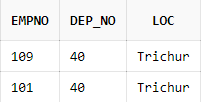 EMPNO DEP_NO LOC
109 40 Trichur
101 40 Trichur